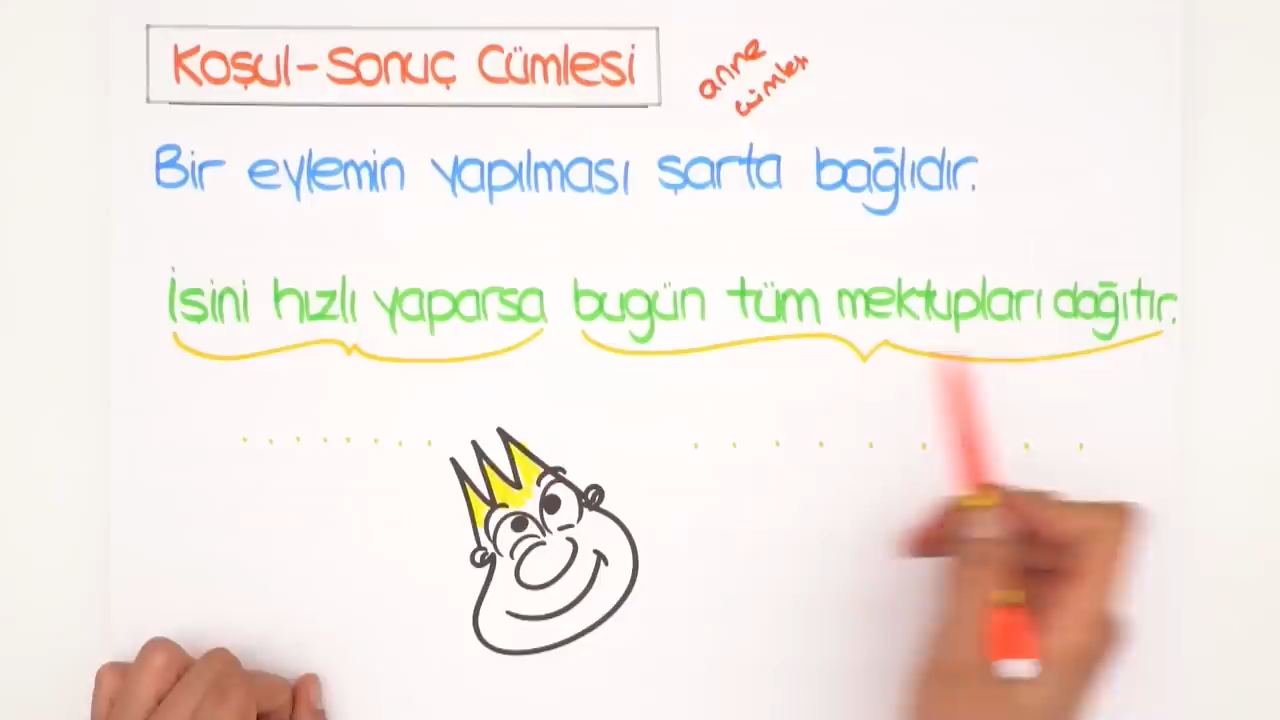 Koşul-Sonuç Cümlesi
anne
cümlesi
Bir eylemin yapılması şarta bağlıdır.
İşini hızlı yaparsa bugün tüm mektupları dağıtır.